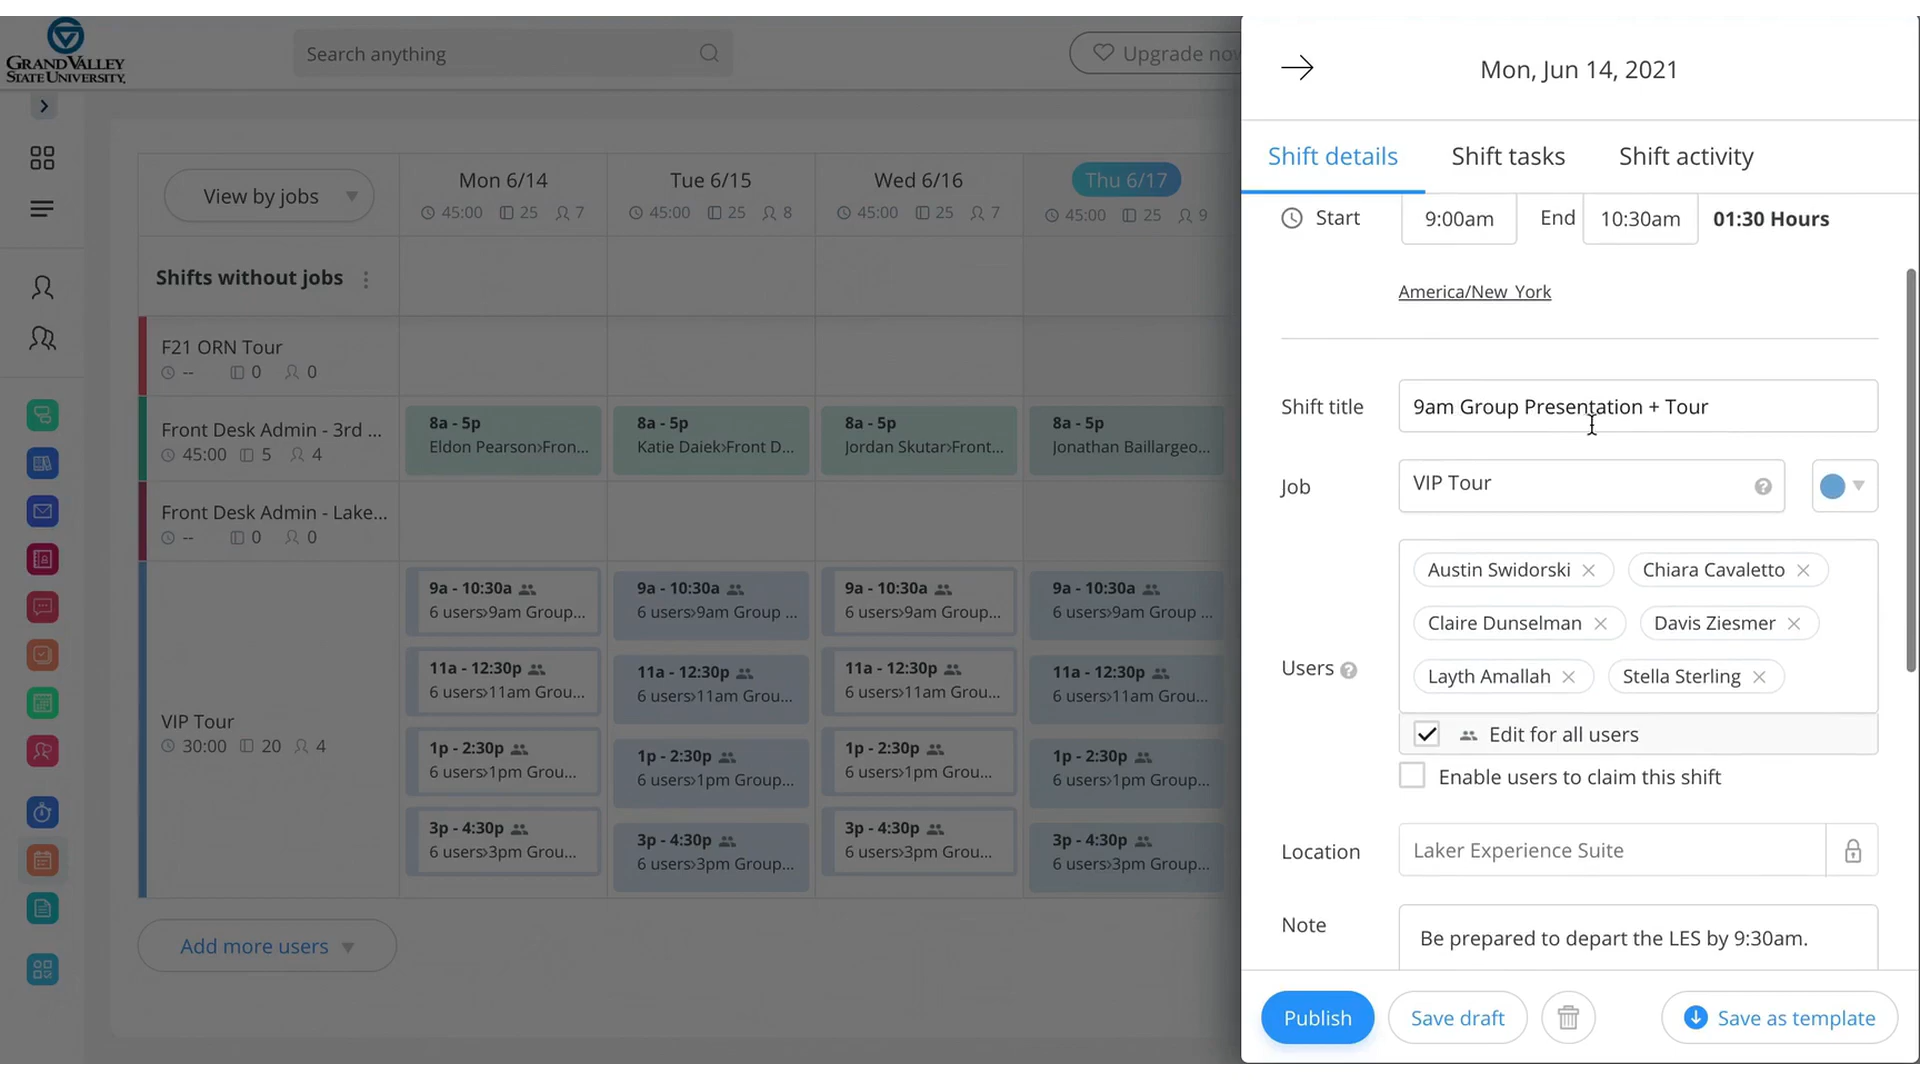 GRAND VALLEY
STATE UNIVERSITY.
Search anything
Upgrade now
View by jobs
Mon 6/14
45:00 25 7
Tue 6/15
45:00 25 8
Wed 6/16
45:00 25 7
Thu 6/17
45:00 25 9
Shifts without jobs
F21 ORN Tour
-- 0 0
Front Desk Admin - 3rd ...
45:00 5 4
8a - 5p
Eldon Pearson›Fron...
8a - 5p
Katie Daiek›Front D...
8a - 5p
Jordan Skutar›Front...
8a - 5p
Jonathan Baillargeo...
Front Desk Admin - Lake...
-- 0 0
VIP Tour
30:00 20 4
9a - 10:30a
6 users›9am Group...
11a - 12:30p
6 users›11am Grou...
1p - 2:30p
6 users›1pm Grou...
3p - 4:30p
6 users›3pm Grou...
9a - 10:30a
6 users›9am Group ...
11a - 12:30p
6 users›11am Grou...
1p - 2:30p
6 users›1pm Group...
3p - 4:30p
6 users›3pm Group...
9a - 10:30a
6 users›9am Grou...
11a - 12:30p
6 users›11am Grou...
1p - 2:30p
6 users›1pm Grou...
3p - 4:30p
6 users›3pm Grou...
9a - 10:30a
6 users›9am Group ...
11a - 12:30p
6 users›11am Grou...
1p - 2:30p
6 users›1pm Group...
3p - 4:30p
6 users›3pm Group...
Add more users
Mon, Jun 14, 2021
Shift details Shift tasks Shift activity
Start 9:00am End 10:30am 01:30 Hours
America/New York
Shift title 9am Group Presentation + Tour
Job VIP Tour ?
Users ?
Austin Swidorski Chiara Cavaletto
Claire Dunselman Davis Ziesmer
Layth Amallah Stella Sterling
Edit for all users
Enable users to claim this shift
Location Laker Experience Suite
Note Be prepared to depart the LES by 9:30am.
Publish Save draft Save as template